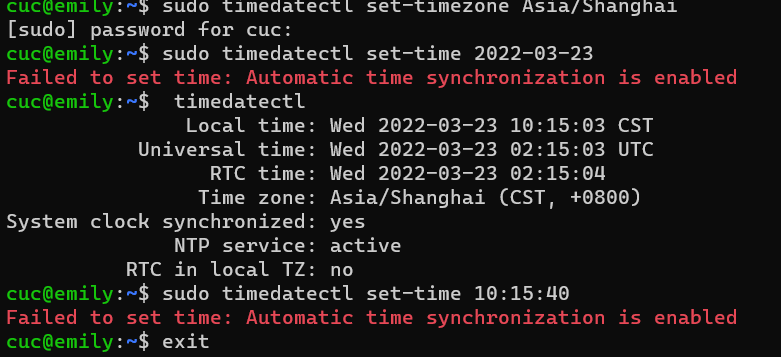 cuc@emily:~$ sudo timedatectl set-timezone Asia/Shanghai
[sudo] password for cuc:
cuc@emily:~$ sudo timedatectl set-time 2022-03-23
Failed to set time: Automatic time synchronization is enabled
cuc@emily:~$  timedatectl
               Local time: Wed 2022-03-23 10:15:03 CST
           Universal time: Wed 2022-03-23 02:15:03 UTC
                 RTC time: Wed 2022-03-23 02:15:04
                Time zone: Asia/Shanghai (CST, +0800)
System clock synchronized: yes
              NTP service: active
          RTC in local TZ: no
cuc@emily:~$ sudo timedatectl set-time 10:15:40
Failed to set time: Automatic time synchronization is enabled
cuc@emily:~$ exit